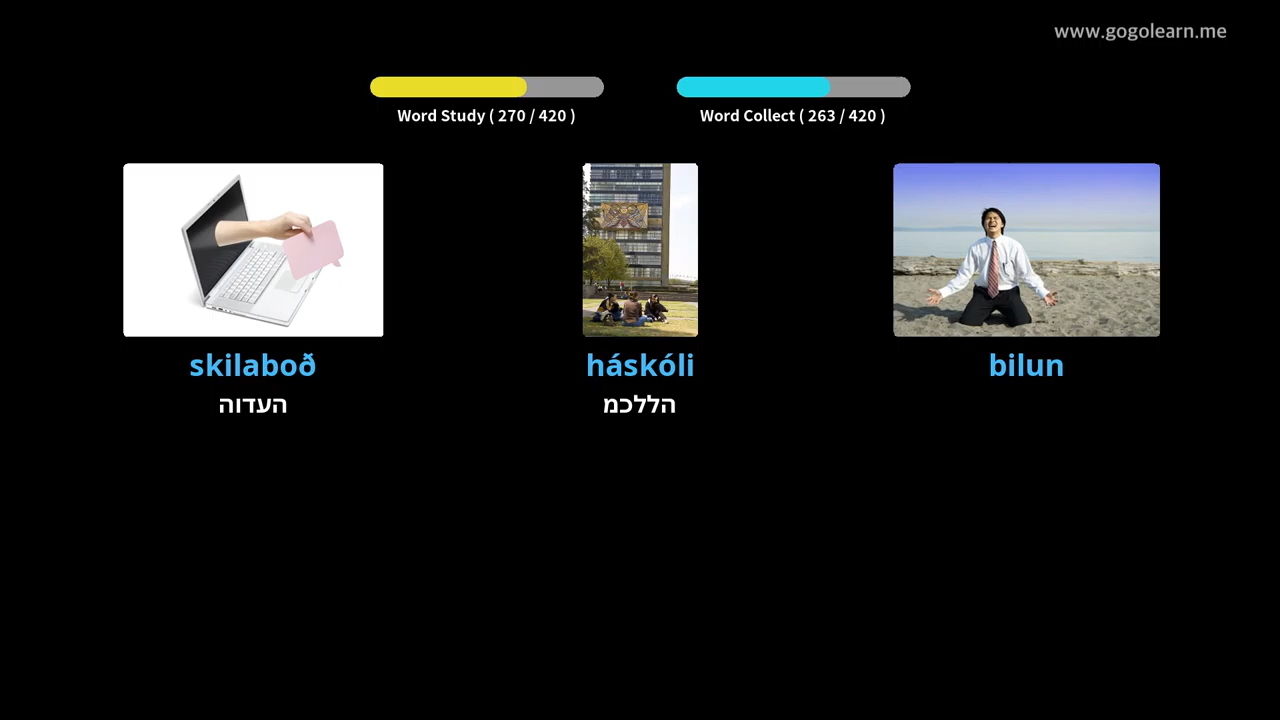 www.gogolearn.me
Word Study ( 270 / 420 )
Word Collect ( 263 / 420 )
skilaboð
העדוה
háskóli
הללכמ
bilun